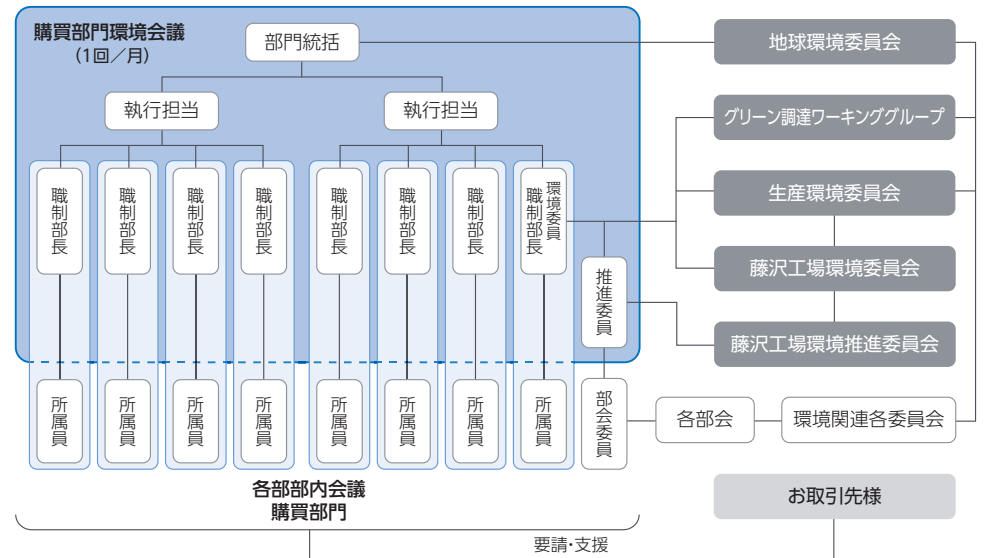 購買部門環境会議
(1回／月)
部門統括
地球環境委員会
執行担当
執行担当
グリーン調達ワーキンググループ
職制部長
職制部長
職制部長
職制部長
職制部長
職制部長
職制部長
環境委員
職制部長
生産環境委員会
推進委員
藤沢工場環境委員会
藤沢工場環境推進委員会
所属員
所属員
所属員
所属員
所属員
所属員
所属員
所属員
部会委員
各部会
環境関連各委員会
各部部内会議
購買部門
お取引先様
要請・支援